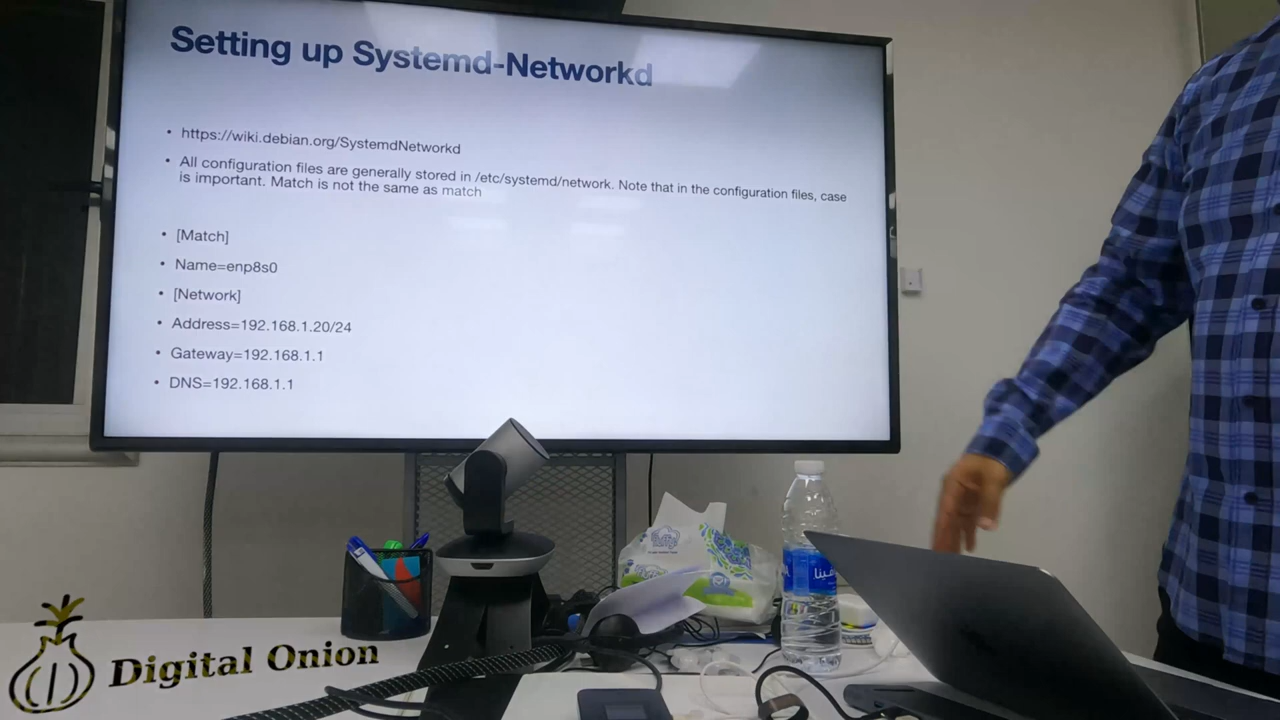 Setting up Systemd-Networkd
• https://wiki.debian.org/SystemdNetworkd
• All configuration files are generally stored in /etc/systemd/network. Note that in the configuration files, case
is important. Match is not the same as match
• [Match]
• Name=enp8s0
• [Network]
• Address=192.168.1.20/24
• Gateway=192.168.1.1
• DNS=192.168.1.1
Digital Onion